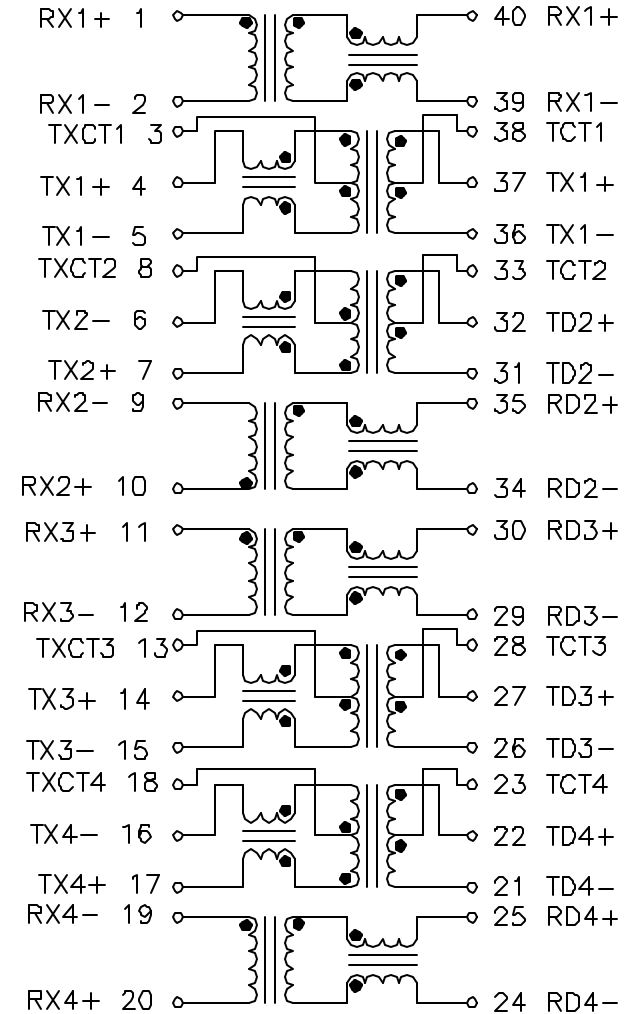 RX1+ 1 40 RX1+
RX1- 2 39 RX1-
TXCT1 3 38 TCT1
TX1+ 4 37 TX1+
TX1- 5 36 TX1-
TXCT2 8 33 TCT2
TX2- 6 32 TD2+
TX2+ 7 31 TD2-
RX2- 9 35 RD2+
RX2+ 10 34 RD2-
RX3+ 11 30 RD3+
RX3- 12 29 RD3-
TXCT3 13 28 TCT3
TX3+ 14 27 TD3+
TX3- 15 26 TD3-
TXCT4 18 23 TCT4
TX4- 16 22 TD4+
TX4+ 17 21 TD4-
RX4- 19 25 RD4+
RX4+ 20 24 RD4-